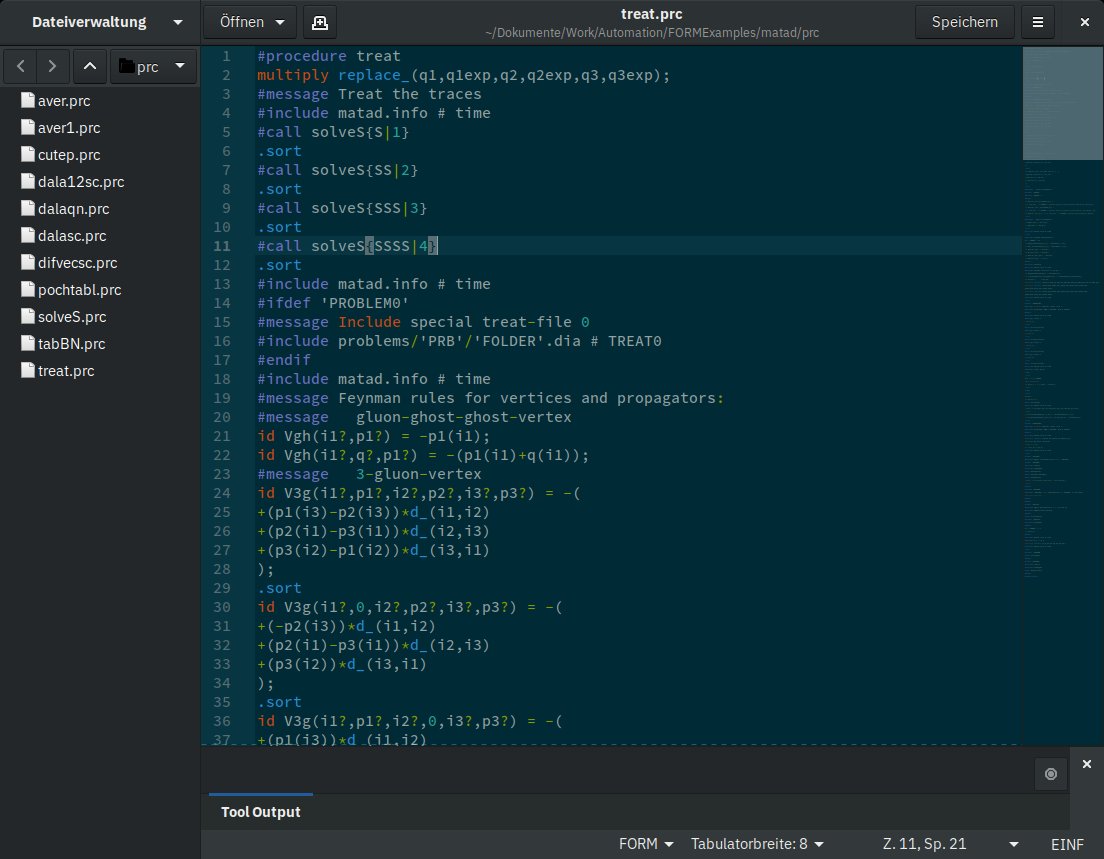 Dateiverwaltung
Öffnen
treat.prc
~/Dokumente/Work/Automation/FORMExamples/matad/prc
Speichern
prc
aver.prc
aver1.prc
cutep.prc
dala12sc.prc
dalaqn.prc
dalasc.prc
difvecsc.prc
pochtabl.prc
solveS.prc
tabBN.prc
treat.prc
1 #procedure treat
2 multiply replace_(q1,q1exp,q2,q2exp,q3,q3exp);
3 #message Treat the traces
4 #include matad.info # time
5 #call solveS{S|1}
6 .sort
7 #call solveS{SS|2}
8 .sort
9 #call solveS{SSS|3}
10 .sort
11 #call solveS{SSSS|4}
12 .sort
13 #include matad.info # time
14 #ifdef 'PROBLEM0'
15 #message Include special treat-file 0
16 #include problems/'PRB'/'FOLDER'.dia # TREAT0
17 #endif
18 #include matad.info # time
19 #message Feynman rules for vertices and propagators:
20 #message   gluon-ghost-ghost-vertex
21 id Vgh(i1?,p1?) = -p1(i1);
22 id Vgh(i1?,q?,p1?) = -(p1(i1)+q(i1));
23 #message   3-gluon-vertex
24 id V3g(i1?,p1?,i2?,p2?,i3?,p3?) = -(
25 +(p1(i3)-p2(i3))*d_(i1,i2)
26 +(p2(i1)-p3(i1))*d_(i2,i3)
27 +(p3(i2)-p1(i2))*d_(i3,i1)
28 );
29 .sort
30 id V3g(i1?,0,i2?,p2?,i3?,p3?) = -(
31 +(-p2(i3))*d_(i1,i2)
32 +(p2(i1)-p3(i1))*d_(i2,i3)
33 +(p3(i2))*d_(i3,i1)
34 );
35 .sort
36 id V3g(i1?,p1?,i2?,0,i3?,p3?) = -(
37 +(p1(i3))*d_(i1,i2)
Tool Output
FORM
Tabulatorbreite: 8
Z. 11, Sp. 21
EINF